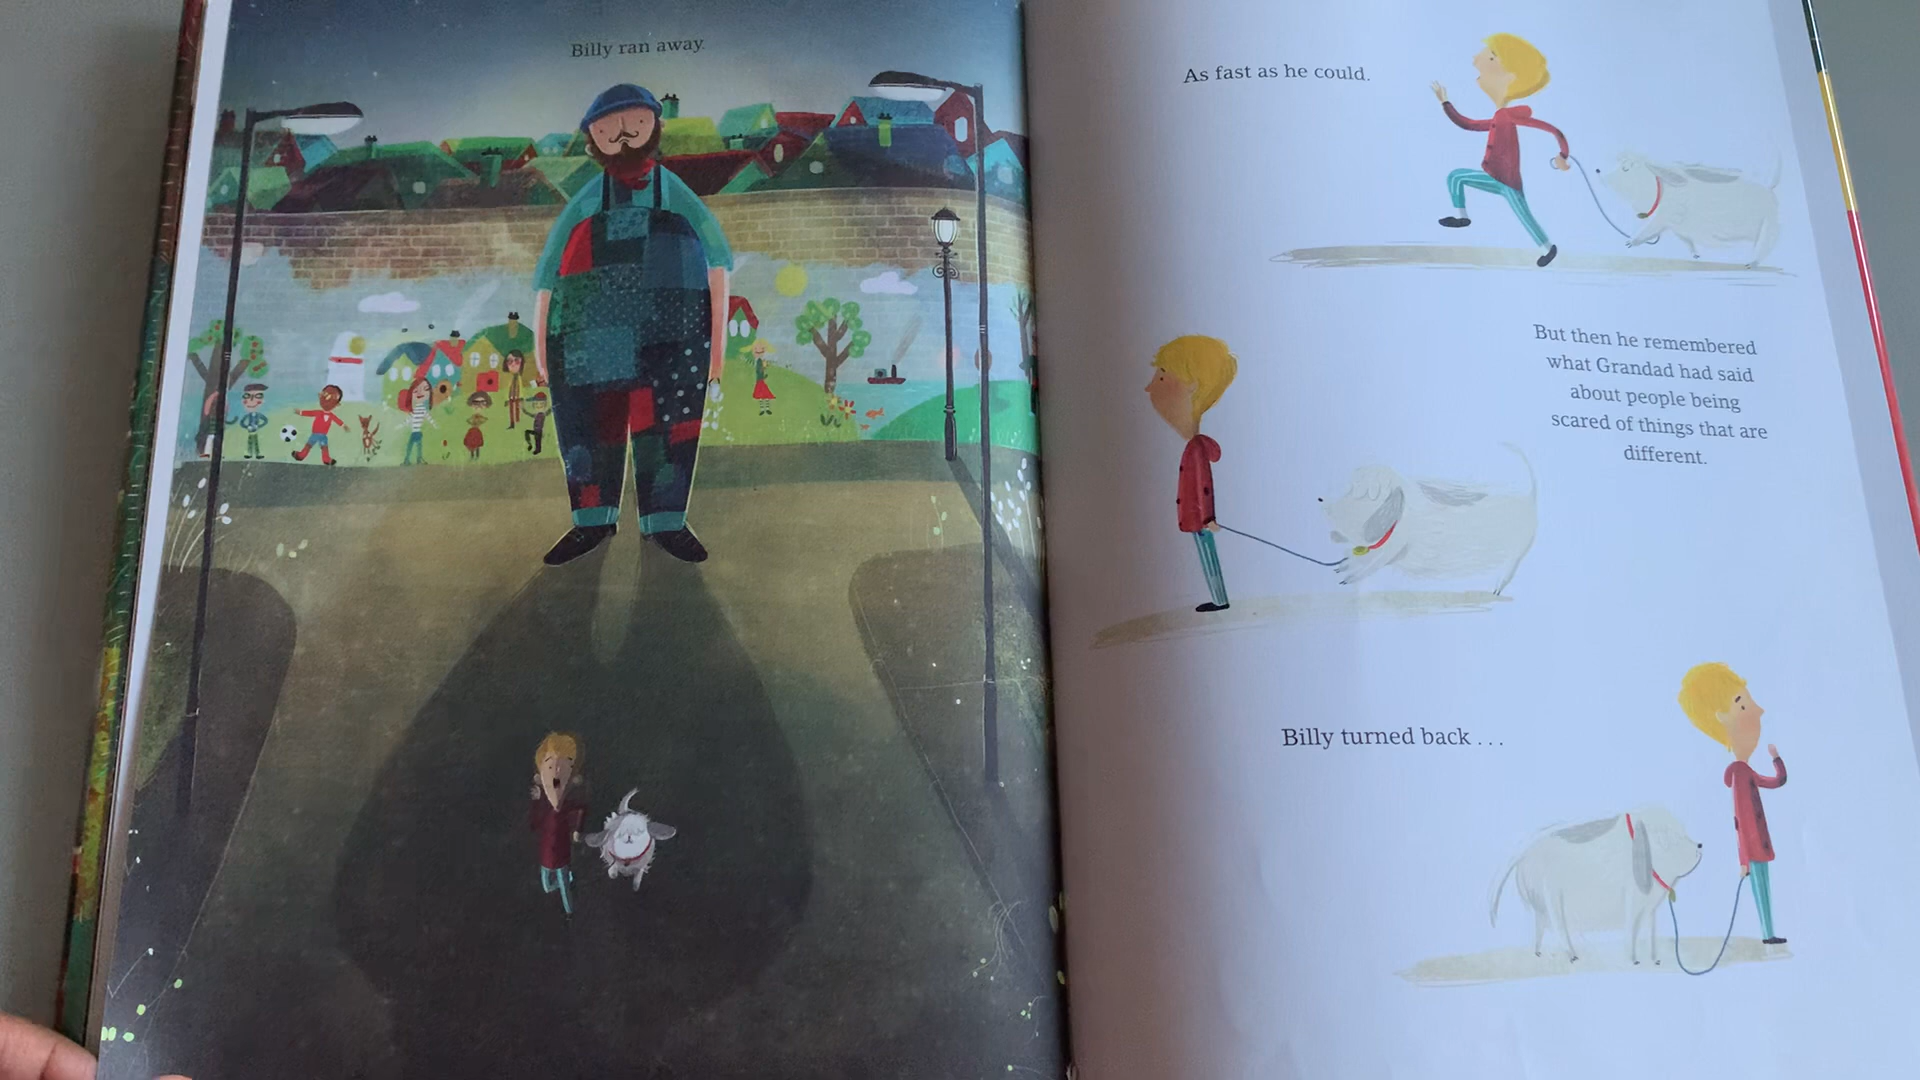 Billy ran away.
As fast as he could.
But then he remembered
what Grandad had said
about people being
scared of things that are
different.
Billy turned back . . .